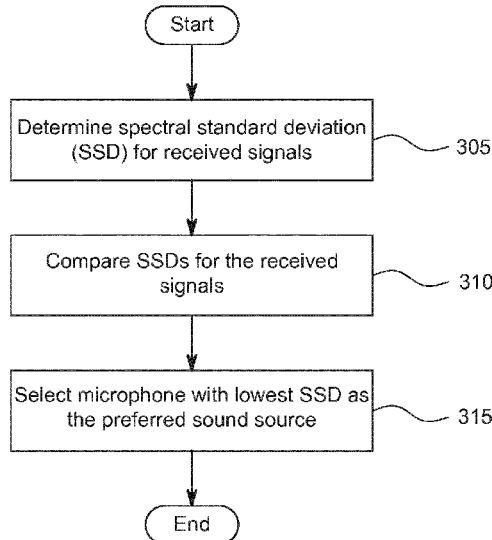 Start
Determine spectral standard deviation
(SSD) for received signals
305
Compare SSDs for the received
signals
310
Select microphone with lowest SSD as
the preferred sound source
315
End